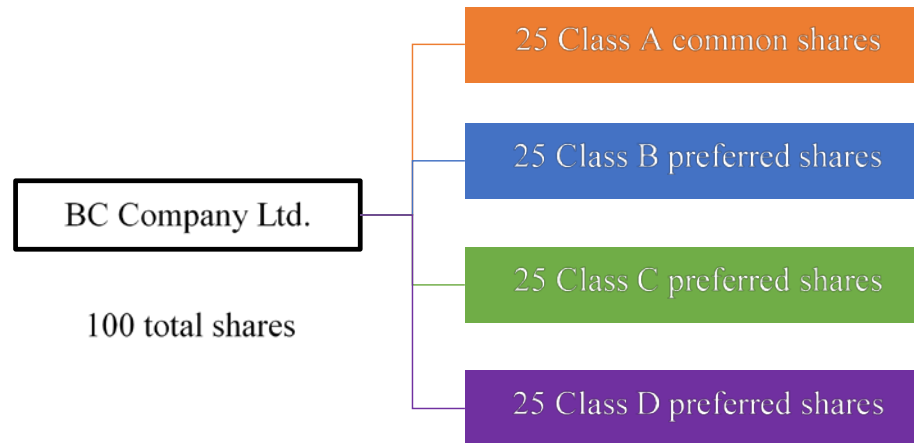 25 Class A common shares
25 Class B preferred shares
BC Company Ltd.
25 Class C preferred shares
100 total shares
25 Class D preferred shares